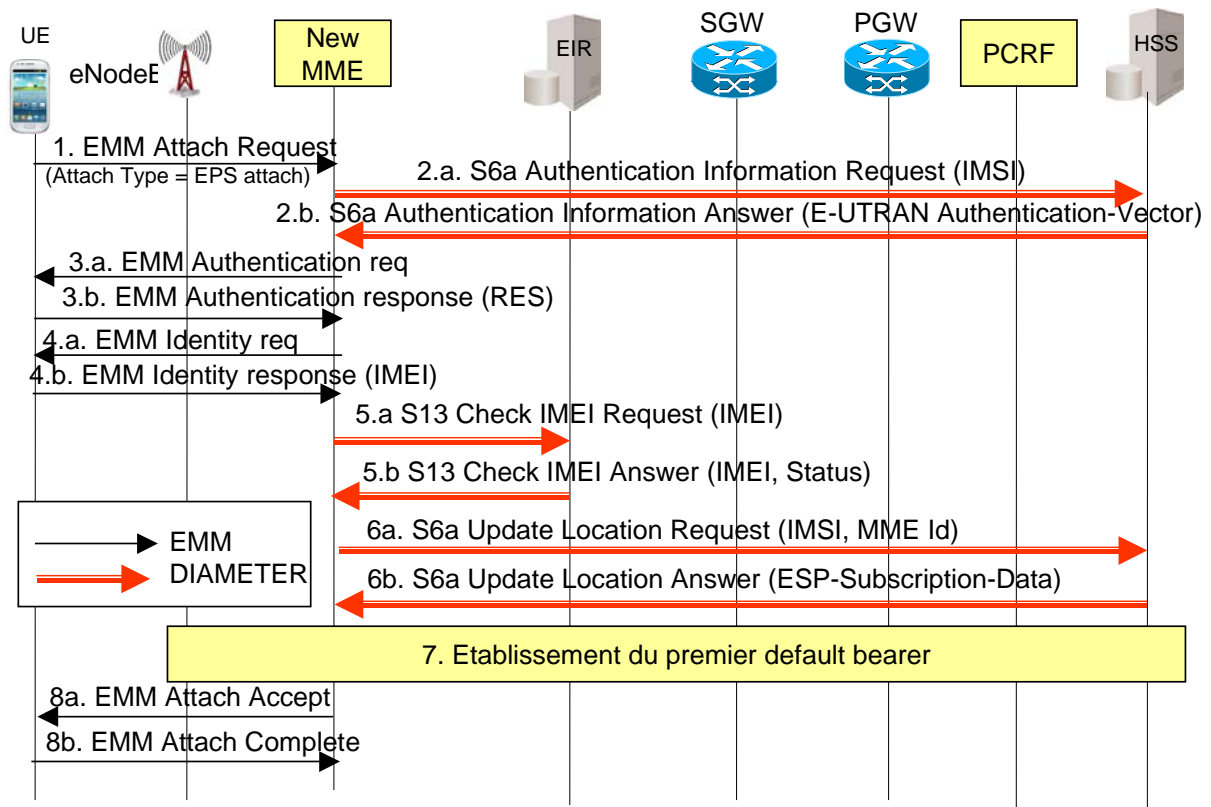 UE
eNodeE
New
MME
EIR
SGW
PGW
PCRF
HSS
1. EMM Attach Request
(Attach Type = EPS attach)
2.a. S6a Authentication Information Request (IMSI)
2.b. S6a Authentication Information Answer (E-UTRAN Authentication-Vector)
3.a. EMM Authentication req
3.b. EMM Authentication response (RES)
4.a. EMM Identity req
4.b. EMM Identity response (IMEI)
5.a S13 Check IMEI Request (IMEI)
5.b S13 Check IMEI Answer (IMEI, Status)
EMM
DIAMETER
6a. S6a Update Location Request (IMSI, MME Id)
6b. S6a Update Location Answer (ESP-Subscription-Data)
7. Etablissement du premier default bearer
8a. EMM Attach Accept
8b. EMM Attach Complete